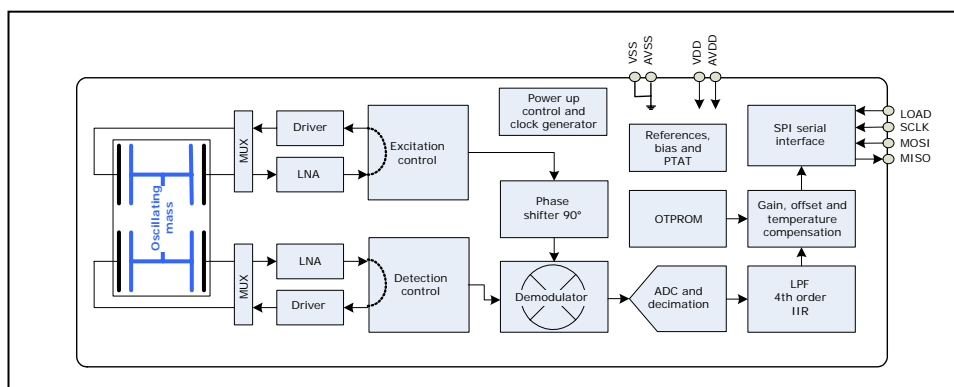 VSS
AVSS
VDD
AVDD
MUX
Driver
LNA
Excitation
control
Power up
control and
clock generator
References,
bias and
PTAT
SPI serial
interface
LOAD
SCLK
MOSI
MISO
Oscillating
mass
Phase
shifter 90°
OTPROM
Gain, offset and
temperature
compensation
MUX
LNA
Driver
Detection
control
Demodulator
ADC and
decimation
LPF
4th order
IIR